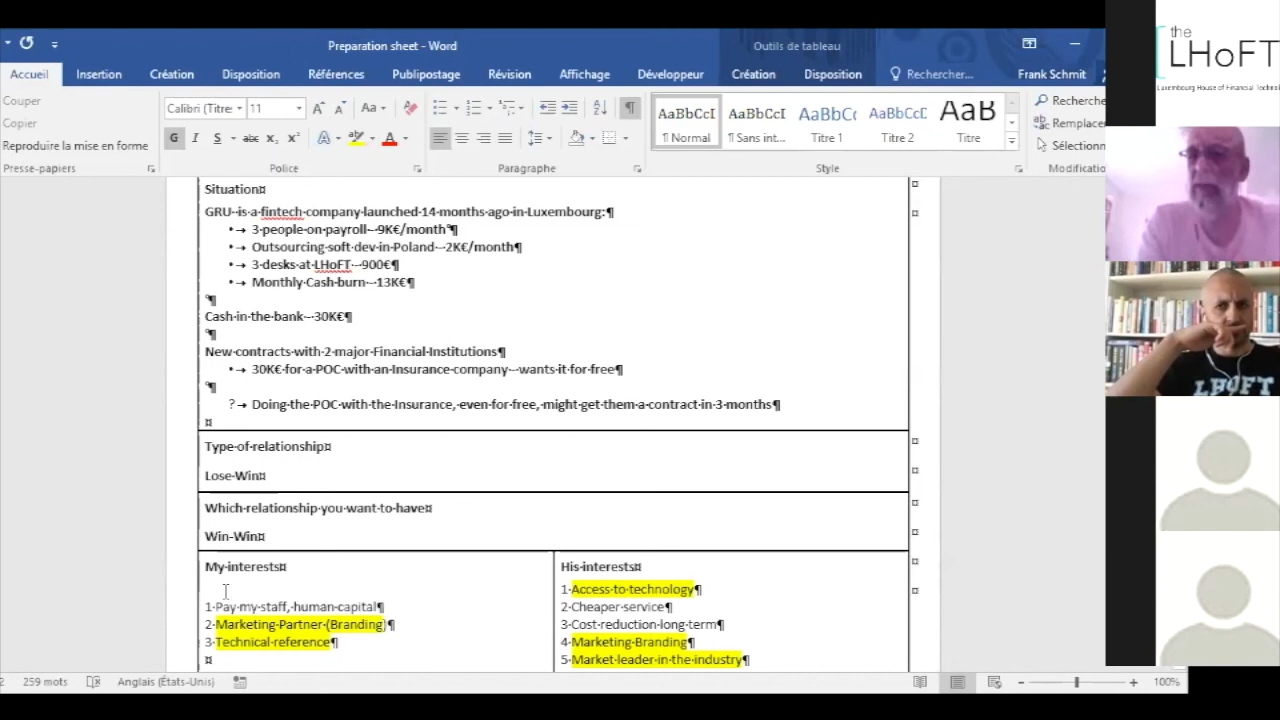 Preparation sheet - Word
Outils de tableau
the
LHoFT
Luxembourg House of Financial
Accueil Insertion Création Disposition Références Publipostage Révision Affichage Développeur Création Disposition Rechercher... Frank Schmit
Couper
Copier
Reproduire la mise en forme
Presse-papiers
Calibri (Titre 11
Police
Paragraphe
AaBbCcI AaBbCcI AaBbC AaBbCcD AaB
¶ Normal ¶ Sans int... Titre 1 Titre 2 Titre
Style
Recherche
Remplace
Sélectionn
Modification
Situation
GRU - is a fintech company launched 14 months ago in Luxembourg:
• 3 people on payroll - 9K€/month
• Outsourcing soft dev in Poland - 2K€/month
• 3 desks at LHoFT - 900€
• Monthly Cash burn - 13K€
Cash in the bank - 30K€
New contracts with 2 major Financial Institutions
• 30K€ for a POC with an Insurance company - wants it for free
? Doing the POC with the Insurance, even for free, might get them a contract in 3 months
Type of relationship
Lose-Win
Which relationship you want to have
Win-Win
My interests
1 Pay my staff, human capital
2 Marketing Partner (Branding)
3 Technical reference
His interests
1 Access to technology
2 Cheaper service
3 Cost reduction long term
4 Marketing Branding
5 Market leader in the industry
LHOFT
2 259 mots Anglais (États-Unis) 100%